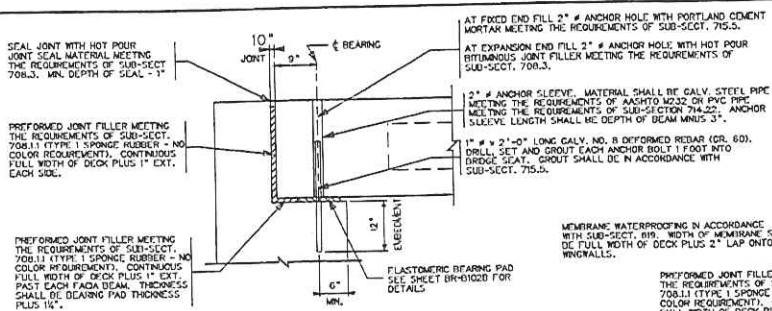 SEAL JOINT WITH HOT POUR
JOINT SEAL MATERIAL MEETING
THE REQUIREMENTS OF SUB-SECT
708.3. MIN. DEPTH OF SEAL - 1"
PREFORMED JOINT FILLER MEETING
THE REQUIREMENTS OF SUB-SECT.
708.1.1 (TYPE 1 SPONGE RUBBER - NO
COLOR REQUIREMENT). CONTINUOUS
FULL WIDTH OF DECK PLUS 1" EXT.
EACH SIDE.
PREFORMED JOINT FILLER MEETING
THE REQUIREMENTS OF SUB-SECT.
708.1.1 (TYPE 1 SPONGE RUBBER - NO
COLOR REQUIREMENT). CONTINUOUS
FULL WIDTH OF DECK PLUS 1" EXT.
PAST EACH FACIA BEAM. THICKNESS
SHALL BE BEARING PAD THICKNESS
PLUS 1½".
10"
JOINT
9"
℄ BEARING
12"
EMBEDMENT
6"
MIN.
ELASTOMERIC BEARING PAD
SEE SHEET BR-B102B FOR
DETAILS
AT FIXED END FILL 2" ø ANCHOR HOLE WITH PORTLAND CEMENT
MORTAR MEETING THE REQUIREMENTS OF SUB-SECT. 715.5.
AT EXPANSION END FILL 2" ø ANCHOR HOLE WITH HOT POUR
BITUMINOUS JOINT FILLER MEETING THE REQUIREMENTS OF
SUB-SECT. 708.3.
2" ø ANCHOR SLEEVE. MATERIAL SHALL BE GALV. STEEL PIPE
MEETING THE REQUIREMENTS OF AASHTO M232 OR PVC PIPE
MEETING THE REQUIREMENTS OF SUB-SECTION 714.22. ANCHOR
SLEEVE LENGTH SHALL BE DEPTH OF BEAM MINUS 3".
1" ø x 2'-0" LONG GALV. NO. 8 DEFORMED REBAR (GR. 60).
DRILL, SET AND GROUT EACH ANCHOR BOLT 1 FOOT INTO
BRIDGE SEAT. GROUT SHALL BE IN ACCORDANCE WITH
SUB-SECT. 715.5.
MEMBRANE WATERPROOFING IN ACCORDANCE
WITH SUB-SECT. 819. WIDTH OF MEMBRANE S
BE FULL WIDTH OF DECK PLUS 2" LAP ONTO
WINGWALLS.
PREFORMED JOINT FILLE
THE REQUIREMENTS OF
708.1.1 (TYPE 1 SPONGE
COLOR REQUIREMENT).